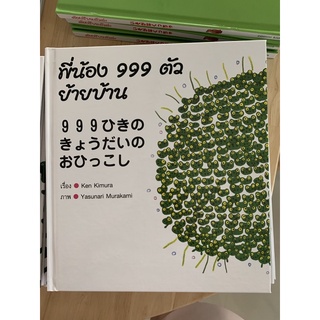 พี่น้อง 999 ตัว
ย้ายบ้าน
999ひきの
きょうだいの
おひっこし
เรื่อง ● Ken Kimura
ภาพ ● Yasunari Murakami